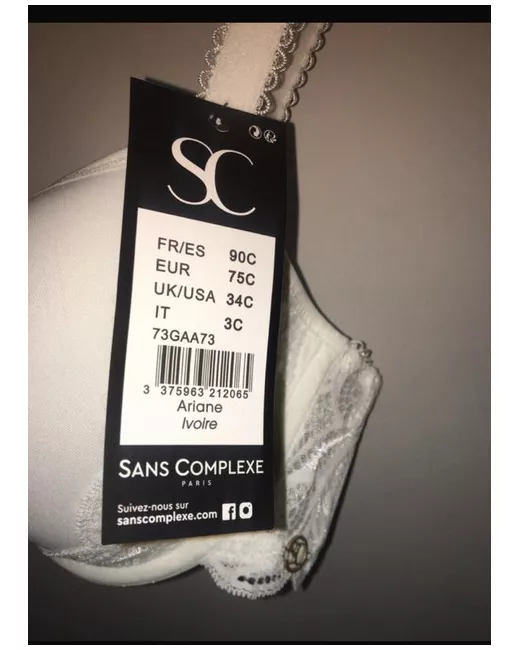 SC
FR/ES 90C
EUR 75C
UK/USA 34C
IT 3C
73GAA73
3 375963 212065
Ariane
Ivoire
SANS COMPLEXE
PARIS
Suivez-nous sur
sanscomplexe.com